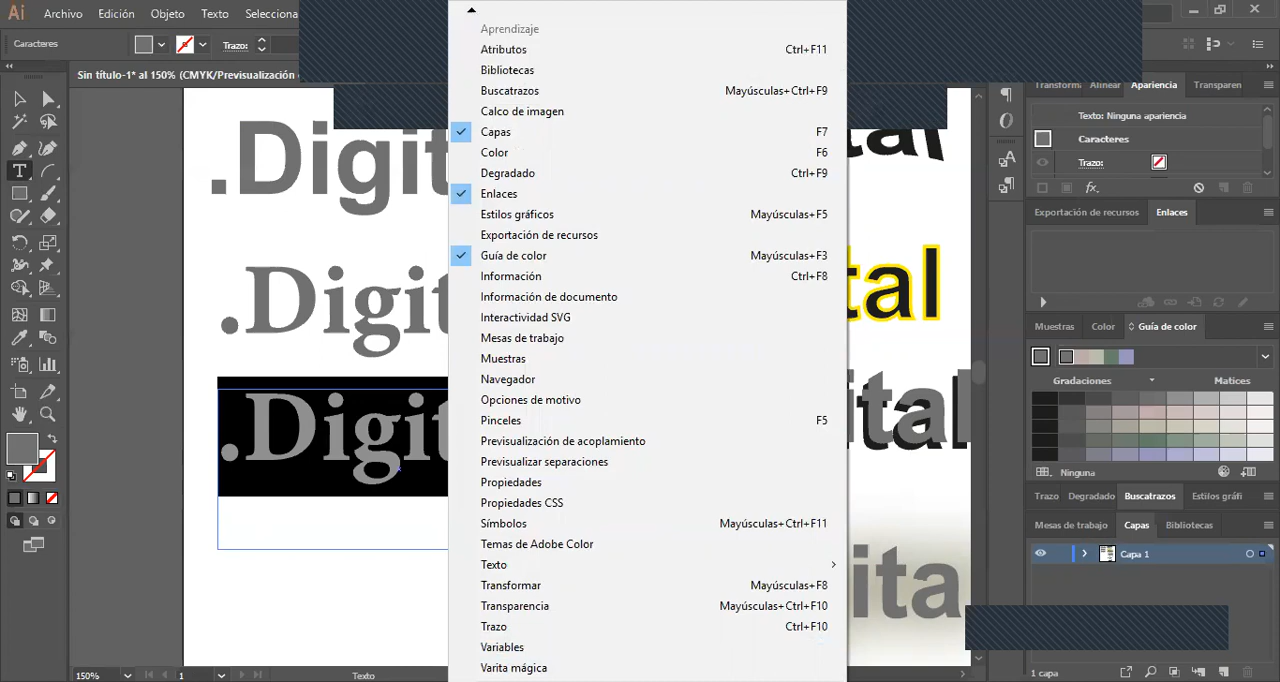 Ai Archivo Edición Objeto Texto Selecciona
Caracteres Trazo:
Sin título-1* al 150% (CMYK/Previsualización
.Digit
.Digit
.Digit
150% 1 Texto
Aprendizaje
Atributos Ctrl+F11
Bibliotecas
Buscatrazos Mayúsculas+Ctrl+F9
Calco de imagen
Capas F7
Color F6
Degradado Ctrl+F9
Enlaces
Estilos gráficos Mayúsculas+F5
Exportación de recursos
Guía de color Mayúsculas+F3
Información Ctrl+F8
Información de documento
Interactividad SVG
Mesas de trabajo
Muestras
Navegador
Opciones de motivo
Pinceles F5
Previsualización de acoplamiento
Previsualizar separaciones
Propiedades
Propiedades CSS
Símbolos Mayúsculas+Ctrl+F11
Temas de Adobe Color
Texto
Transformar Mayúsculas+F8
Transparencia Mayúsculas+Ctrl+F10
Trazo Ctrl+F10
Variables
Varita mágica
tal
tal
ital
ital
Transform Alinear Apariencia Transparen
Texto: Ninguna apariencia
Caracteres
Trazo:
fx
Exportación de recursos Enlaces
Muestras Color Guía de color
Gradaciones Matices
Ninguna
Trazo Degradado Buscatrazos Estilos gráfi
Mesas de trabajo Capas Bibliotecas
Capa 1
1 capa